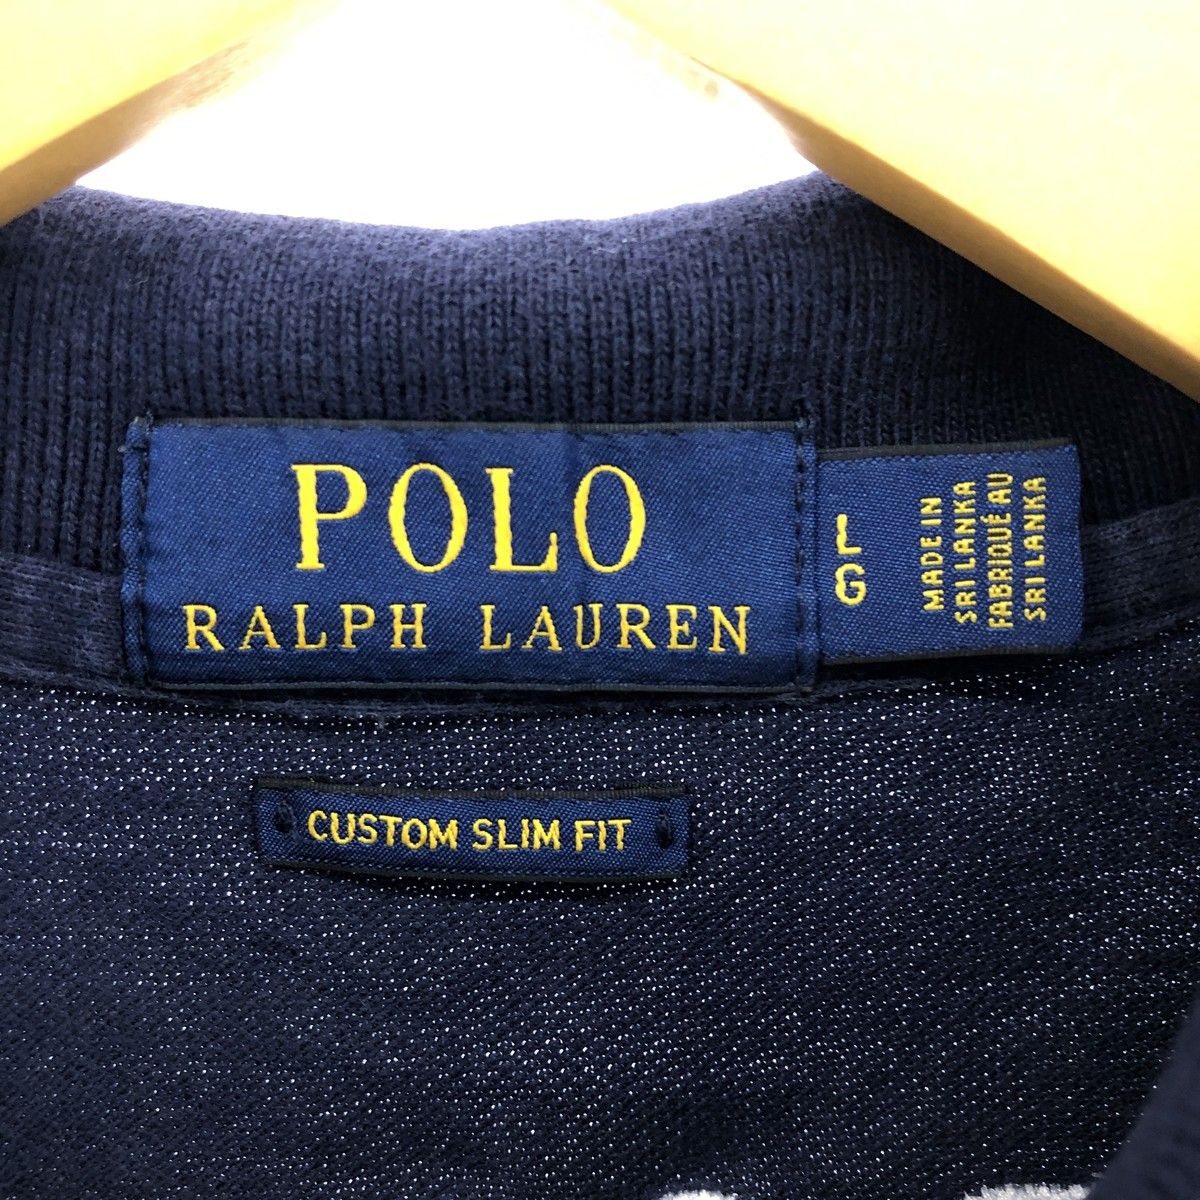 POLO
RALPH LAUREN
L
G
MADE IN
SRI LANKA
FABRIQUÉ AU
SRI LANKA
CUSTOM SLIM FIT